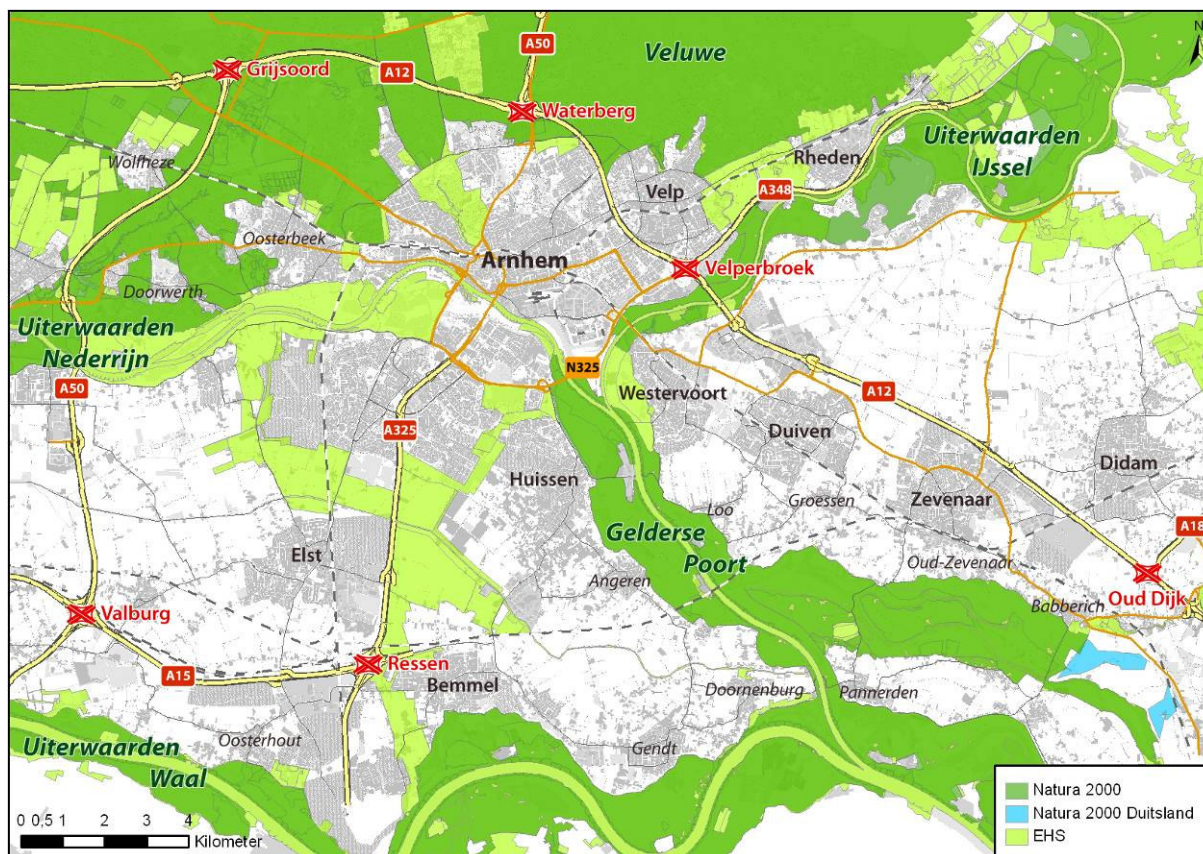 A50
Veluwe
N
Grijsoord
A12
Waterberg
Wolfheze
Rheden
Uiterwaarden
IJssel
Velp
A348
Oosterbeek
Arnhem
Velperbroek
Doorwerth
Uiterwaarden
Nederrijn
N325
A50
Westervoort
A12
A325
Duiven
Didam
Huissen
Groessen
Zevenaar
Loo
Gelderse
Poort
A18
Elst
Oud-Zevenaar
Angeren
Oud Dijk
Babberich
Valburg
Ressen
A15
Bemmel
Doornenburg
Pannerden
Oosterhout
Gendt
Uiterwaarden
Waal
0 0,5 1 2 3 4
Kilometer
Natura 2000
Natura 2000 Duitsland
EHS